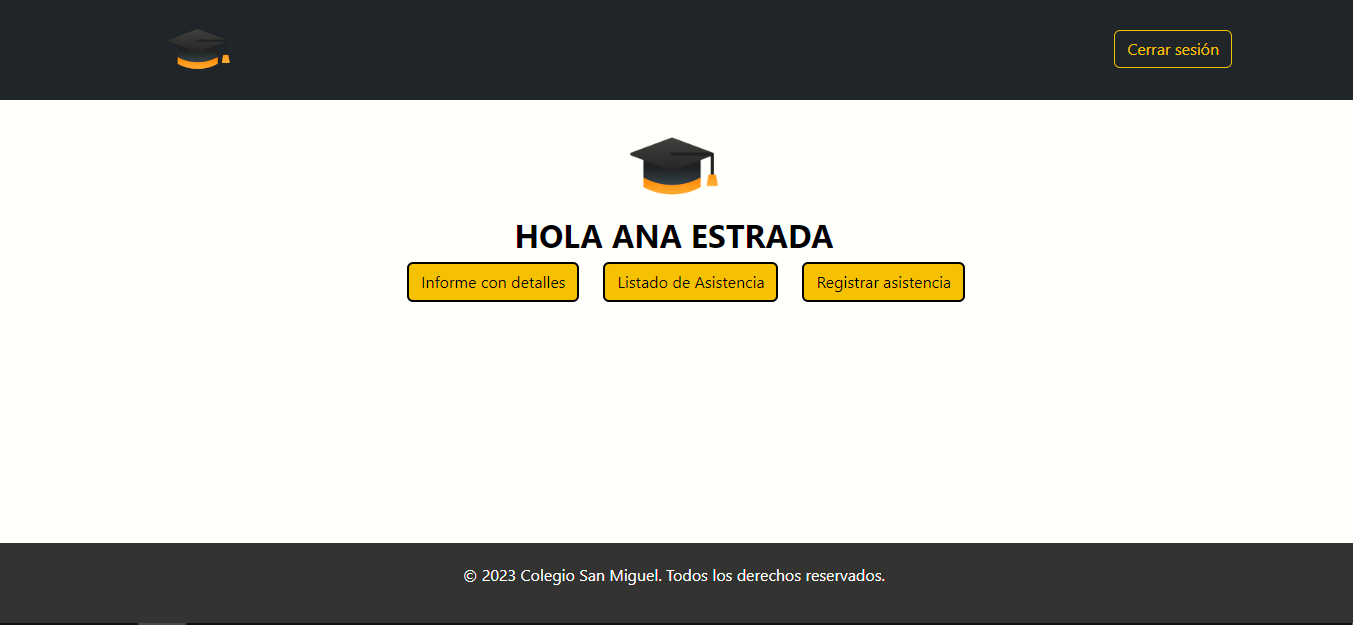 Cerrar sesión
HOLA ANA ESTRADA
Informe con detalles
Listado de Asistencia
Registrar asistencia
© 2023 Colegio San Miguel. Todos los derechos reservados.